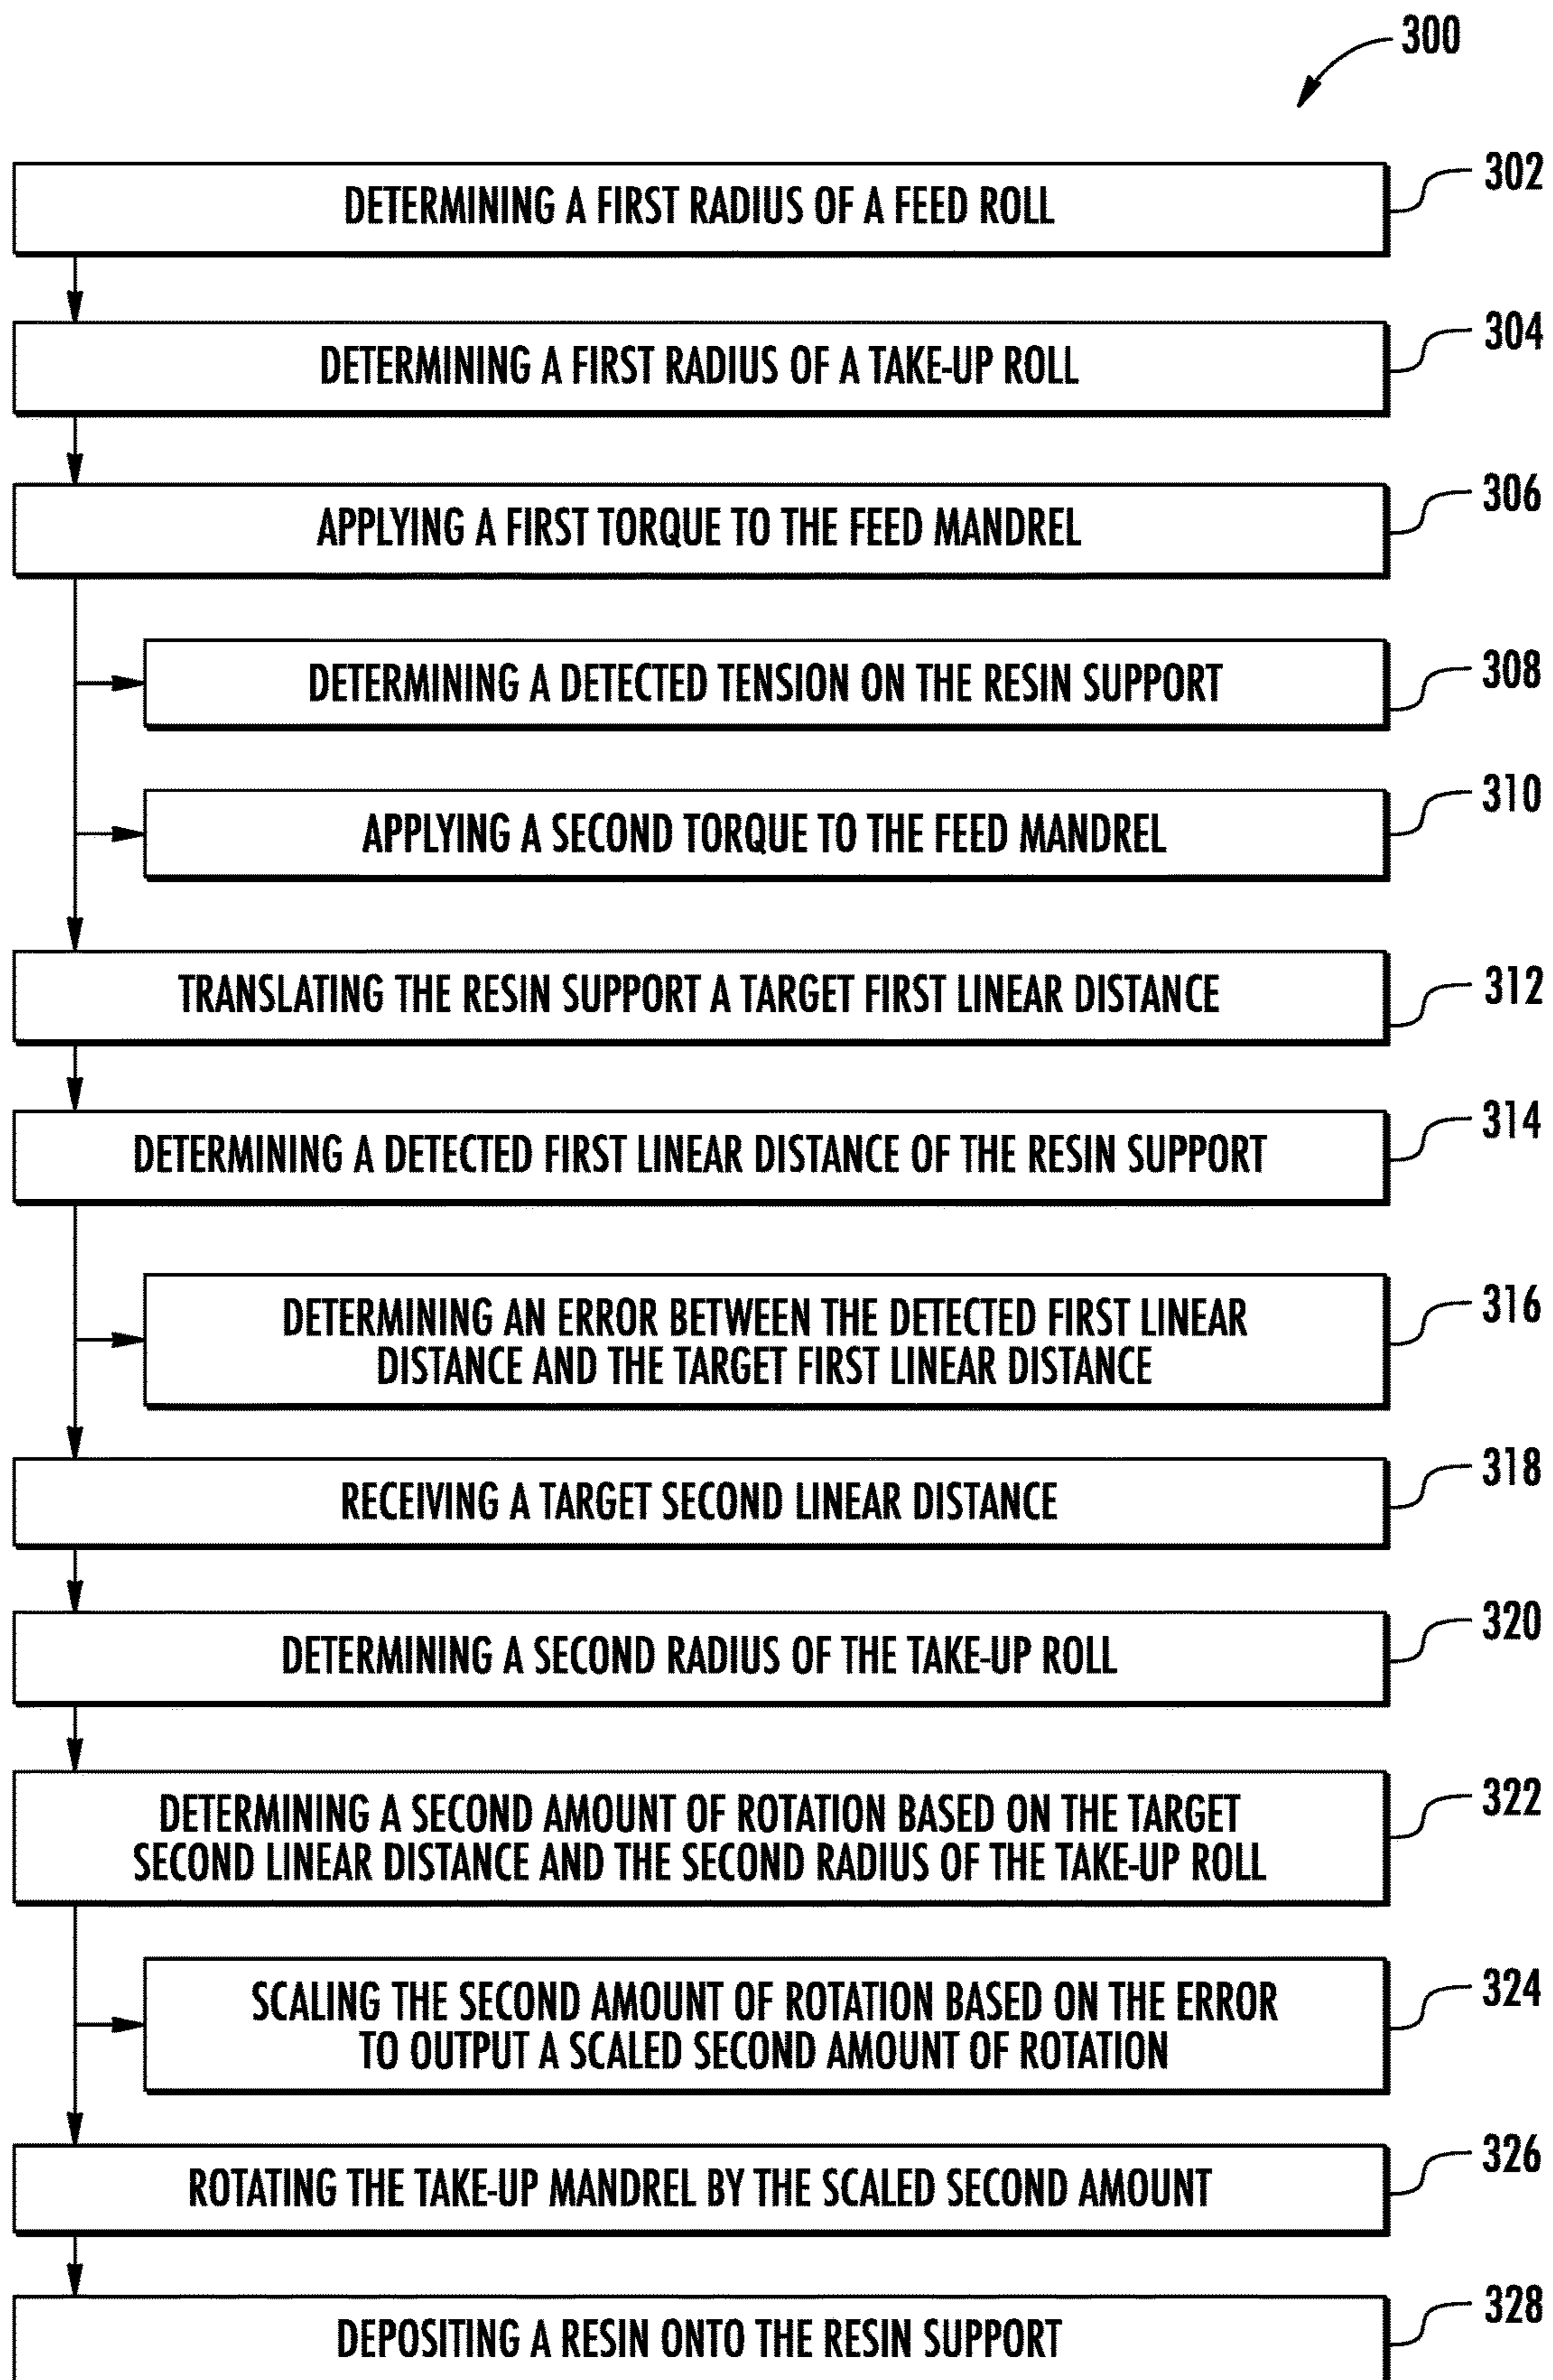 300
DETERMINING A FIRST RADIUS OF A FEED ROLL
302
DETERMINING A FIRST RADIUS OF A TAKE-UP ROLL
304
APPLYING A FIRST TORQUE TO THE FEED MANDREL
306
DETERMINING A DETECTED TENSION ON THE RESIN SUPPORT
308
APPLYING A SECOND TORQUE TO THE FEED MANDREL
310
TRANSLATING THE RESIN SUPPORT A TARGET FIRST LINEAR DISTANCE
312
DETERMINING A DETECTED FIRST LINEAR DISTANCE OF THE RESIN SUPPORT
314
DETERMINING AN ERROR BETWEEN THE DETECTED FIRST LINEAR
DISTANCE AND THE TARGET FIRST LINEAR DISTANCE
316
RECEIVING A TARGET SECOND LINEAR DISTANCE
318
DETERMINING A SECOND RADIUS OF THE TAKE-UP ROLL
320
DETERMINING A SECOND AMOUNT OF ROTATION BASED ON THE TARGET
SECOND LINEAR DISTANCE AND THE SECOND RADIUS OF THE TAKE-UP ROLL
322
SCALING THE SECOND AMOUNT OF ROTATION BASED ON THE ERROR
TO OUTPUT A SCALED SECOND AMOUNT OF ROTATION
324
ROTATING THE TAKE-UP MANDREL BY THE SCALED SECOND AMOUNT
326
DEPOSITING A RESIN ONTO THE RESIN SUPPORT
328